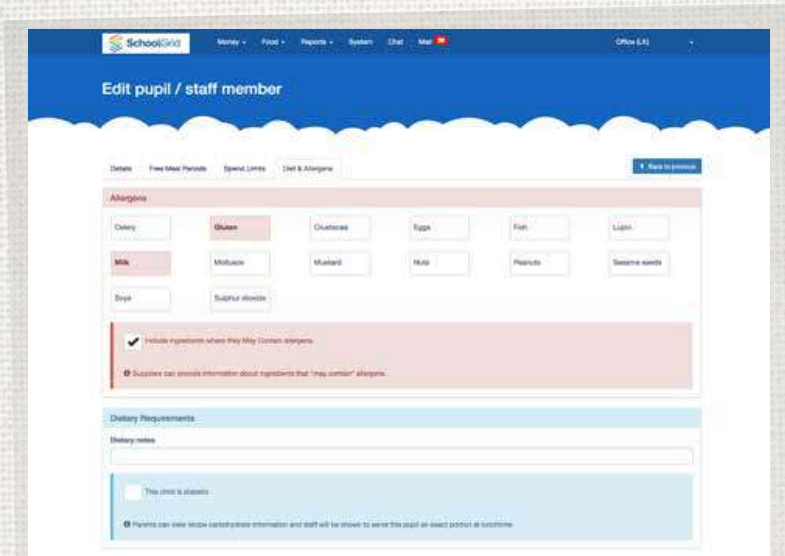 SchoolGrid Money Food Reports System Chat Mail Office (LK)
Edit pupil / staff member
Details Free Meal Periods Spend Limits Diet & Allergens Back to previous
Allergens
Celery Gluten Crustacea Eggs Fish Lupin
Milk Molluscs Mustard Nuts Peanuts Sesame seeds
Soya Sulphur dioxide
Include ingredients where they May Contain allergens.
Suppliers can provide information about ingredients that "may contain" allergens.
Dietary Requirements
Dietary notes
This child is diabetic
Parents can view recipe carbohydrate information and staff will be shown to serve this pupil an exact portion at lunchtime.